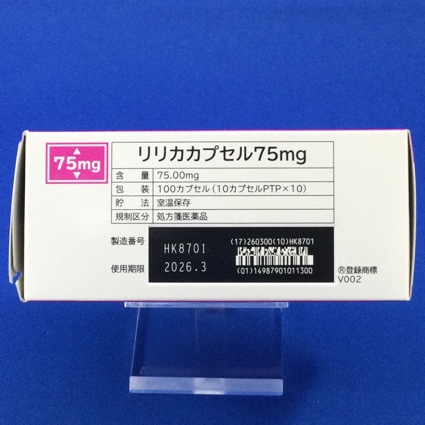 75mg
リリカカプセル75mg
含　量　75.00mg
包　装　100カプセル（10カプセルPTP×10）
貯　法　室温保存
規制区分　処方箋医薬品
製造番号　HK8701
使用期限　2026.3
(17)260300(10)HK8701
(01)14987901011300
®登録商標
V002